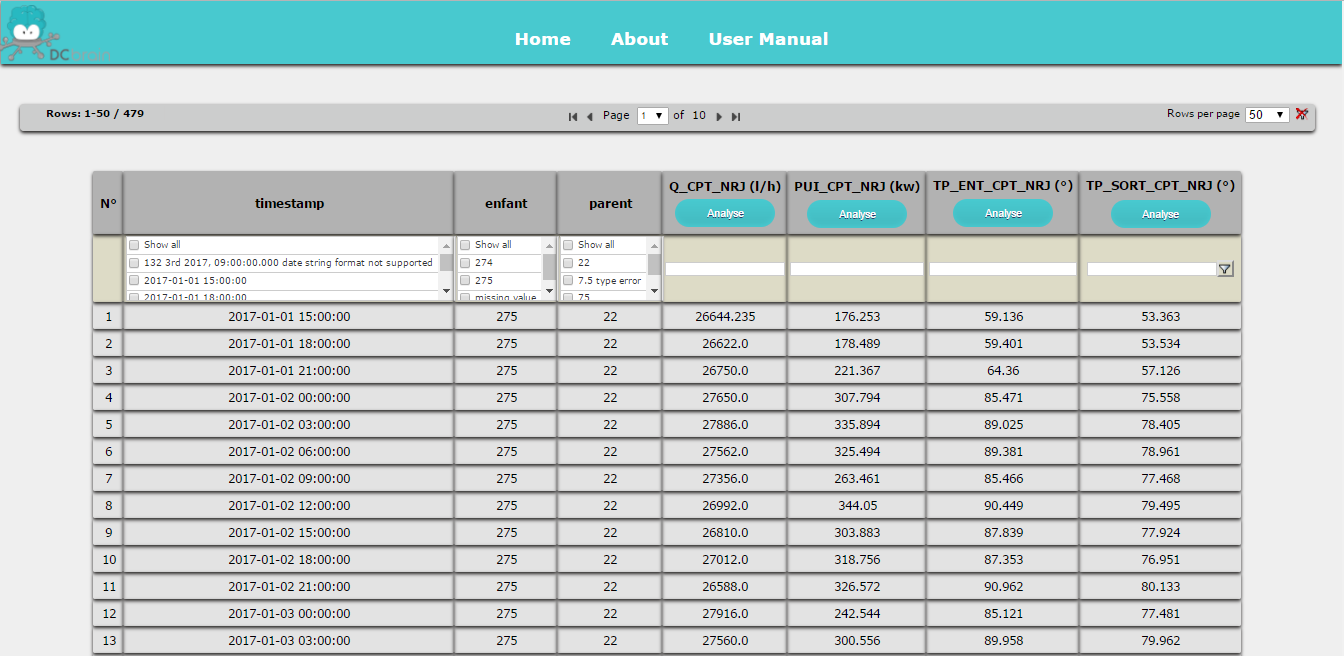 DCbrain
Home About User Manual
Rows: 1-50 / 479 Page 1 of 10 Rows per page 50
N° timestamp enfant parent Q_CPT_NRJ (l/h) PUI_CPT_NRJ (kw) TP_ENT_CPT_NRJ (°) TP_SORT_CPT_NRJ (°)
Analyse Analyse Analyse Analyse
Show all Show all Show all
132 3rd 2017, 09:00:00.000 date string format not supported 274 22
2017-01-01 15:00:00 275 7.5 type error
2017-01-01 18:00:00 missing value 75
1 2017-01-01 15:00:00 275 22 26644.235 176.253 59.136 53.363
2 2017-01-01 18:00:00 275 22 26622.0 178.489 59.401 53.534
3 2017-01-01 21:00:00 275 22 26750.0 221.367 64.36 57.126
4 2017-01-02 00:00:00 275 22 27650.0 307.794 85.471 75.558
5 2017-01-02 03:00:00 275 22 27886.0 335.894 89.025 78.405
6 2017-01-02 06:00:00 275 22 27562.0 325.494 89.381 78.961
7 2017-01-02 09:00:00 275 22 27356.0 263.461 85.466 77.468
8 2017-01-02 12:00:00 275 22 26992.0 344.05 90.449 79.495
9 2017-01-02 15:00:00 275 22 26810.0 303.883 87.839 77.924
10 2017-01-02 18:00:00 275 22 27012.0 318.756 87.353 76.951
11 2017-01-02 21:00:00 275 22 26588.0 326.572 90.962 80.133
12 2017-01-03 00:00:00 275 22 27916.0 242.544 85.121 77.481
13 2017-01-03 03:00:00 275 22 27560.0 300.556 89.958 79.962